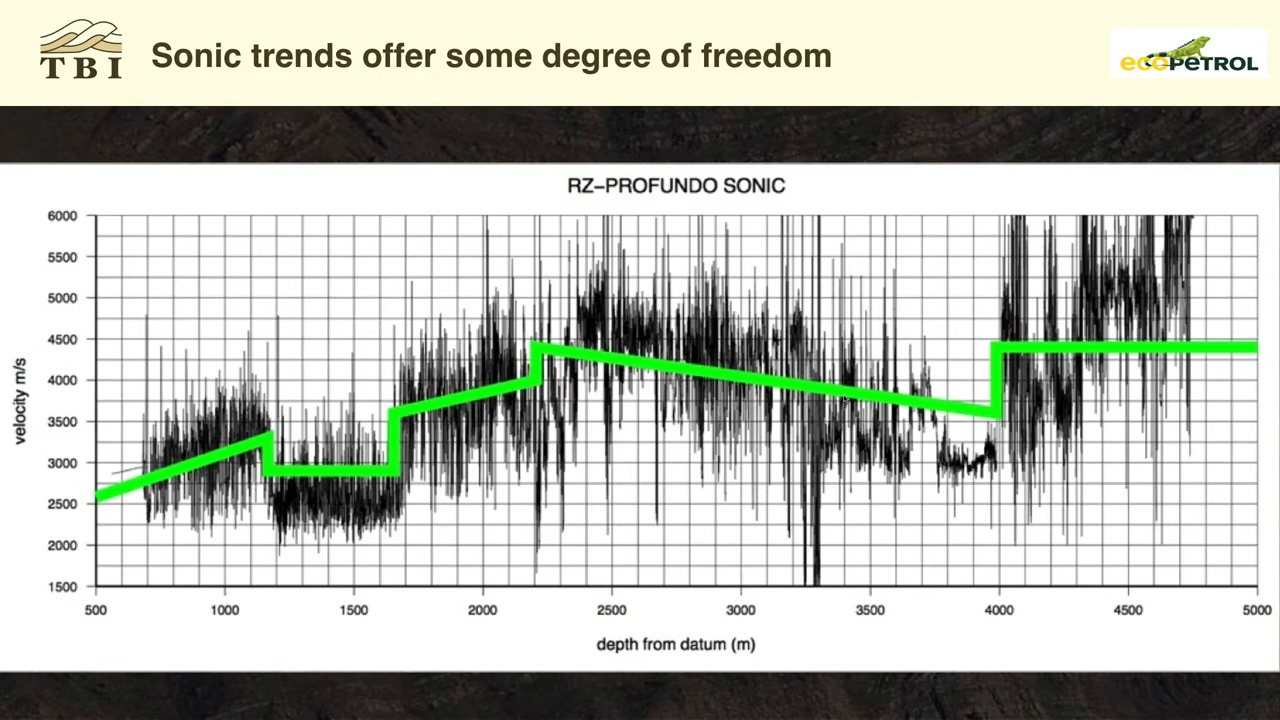 TBI
Sonic trends offer some degree of freedom
ecoPETROL
RZ–PROFUNDO SONIC
velocity m/s
6000
5500
5000
4500
4000
3500
3000
2500
2000
1500
500 1000 1500 2000 2500 3000 3500 4000 4500 5000
depth from datum (m)